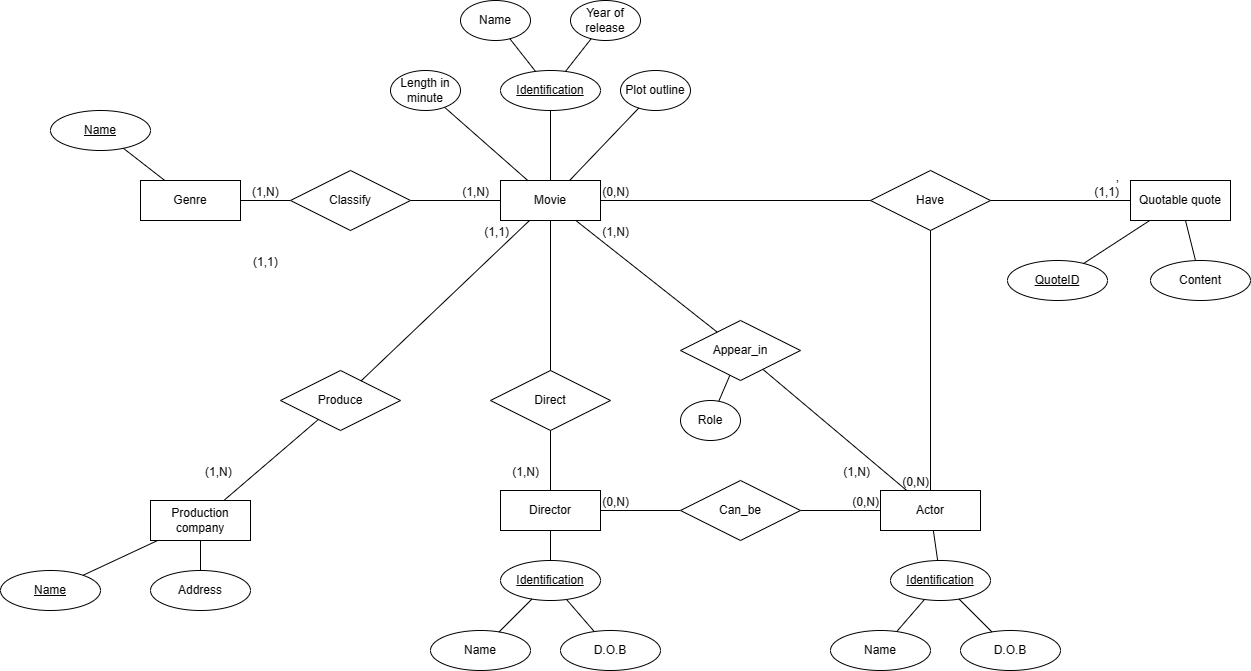 Name
Year of
release
Length in
minute
Identification
Plot outline
Name
Genre
(1,N)
Classify
(1,N)
Movie
(0,N)
Have
(1,1)
,
Quotable quote
(1,1)
(1,N)
(1,1)
QuoteID
Content
Appear_in
Produce
Direct
Role
(1,N)
(1,N)
(1,N)
(0,N)
Production
company
Director
(0,N)
Can_be
(0,N)
Actor
Name
Address
Identification
Identification
Name
D.O.B
Name
D.O.B